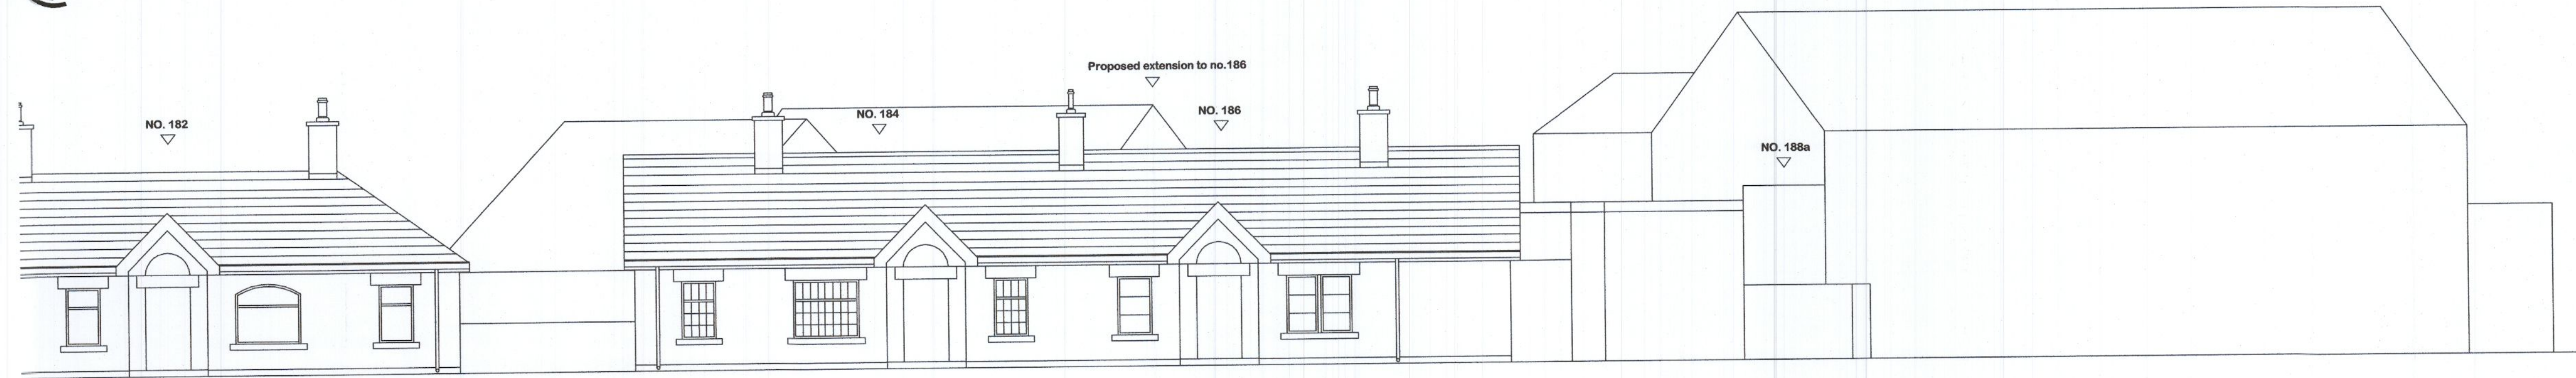 NO. 182
NO. 184
Proposed extension to no.186
NO. 186
NO. 188a